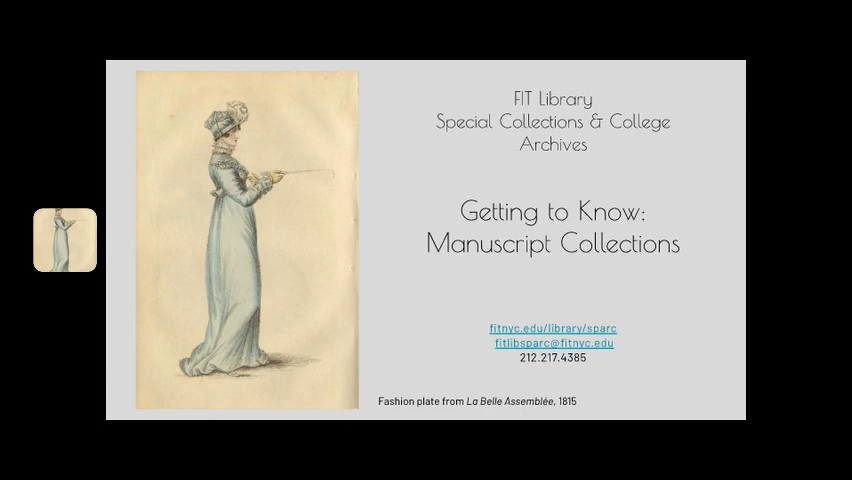 FIT Library
Special Collections & College
Archives
Getting to Know:
Manuscript Collections
fitnyc.edu/library/sparc
fitlibsparc@fitnyc.edu
212.217.4385
Fashion plate from La Belle Assemblée, 1815